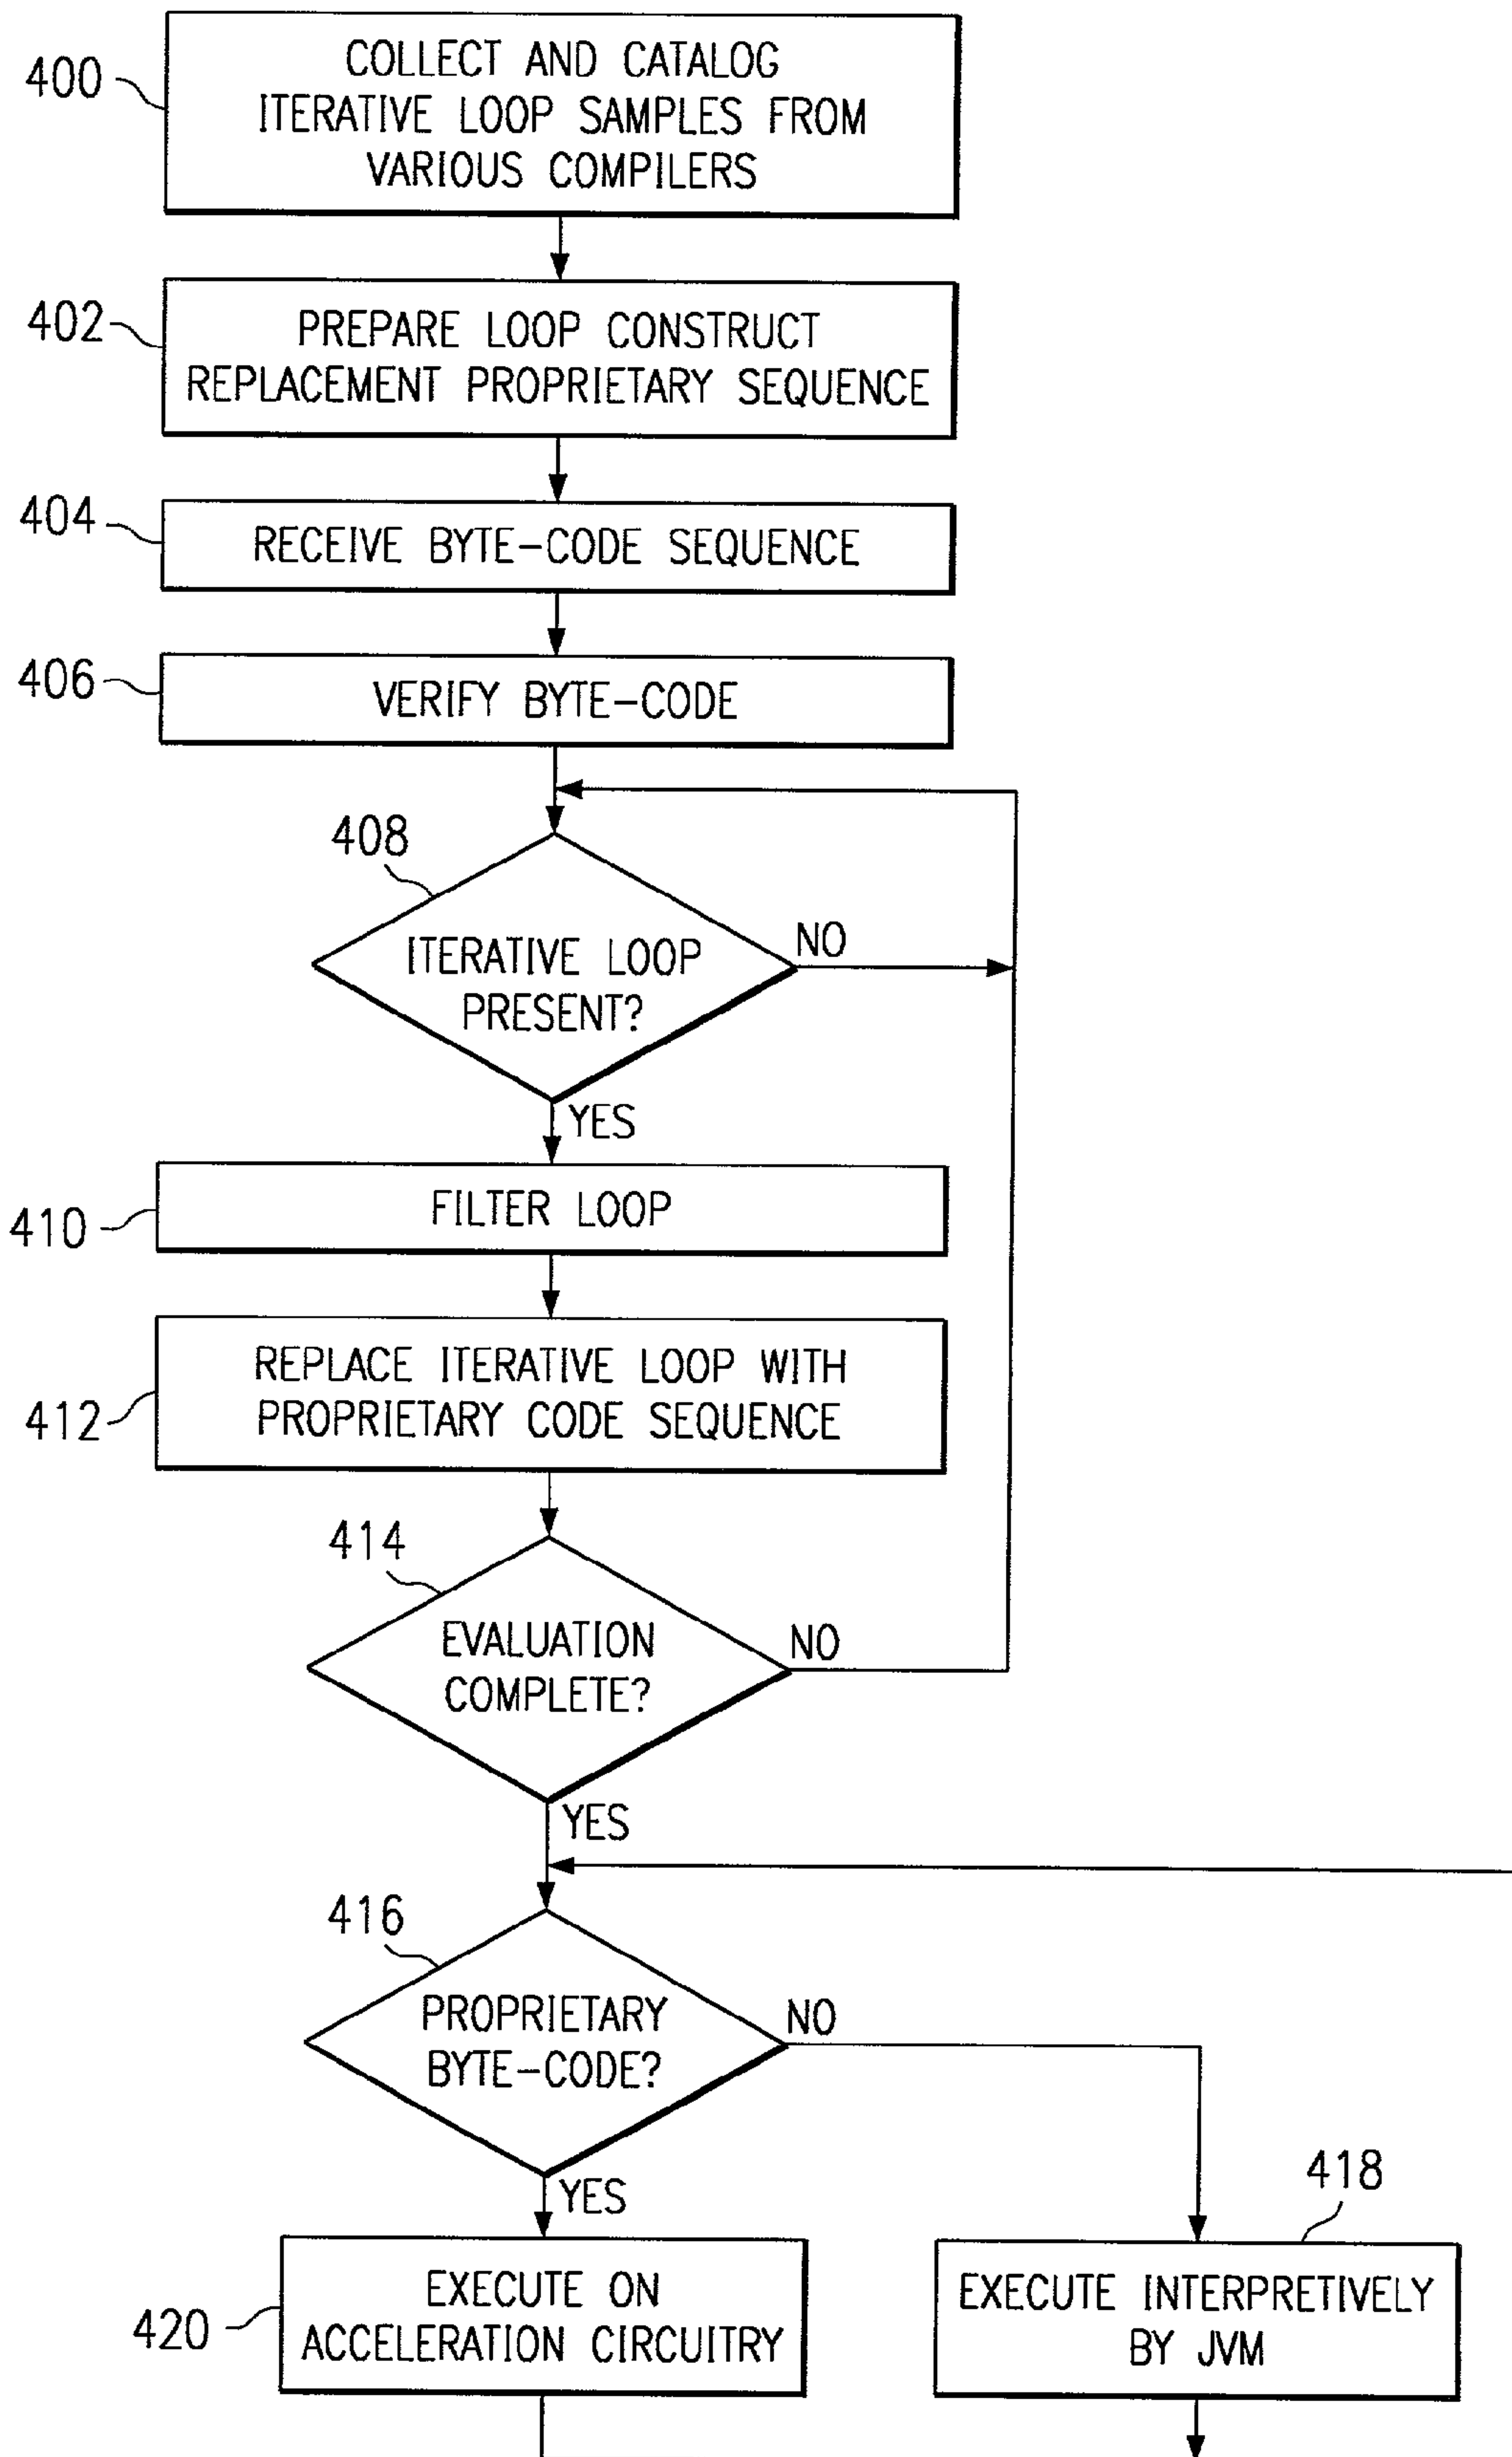 400
COLLECT AND CATALOG
ITERATIVE LOOP SAMPLES FROM
VARIOUS COMPILERS
402
PREPARE LOOP CONSTRUCT
REPLACEMENT PROPRIETARY SEQUENCE
404
RECEIVE BYTE-CODE SEQUENCE
406
VERIFY BYTE-CODE
408
ITERATIVE LOOP
PRESENT?
NO
YES
410
FILTER LOOP
412
REPLACE ITERATIVE LOOP WITH
PROPRIETARY CODE SEQUENCE
414
EVALUATION
COMPLETE?
NO
YES
416
PROPRIETARY
BYTE-CODE?
NO
YES
418
420
EXECUTE ON
ACCELERATION CIRCUITRY
EXECUTE INTERPRETIVELY
BY JVM